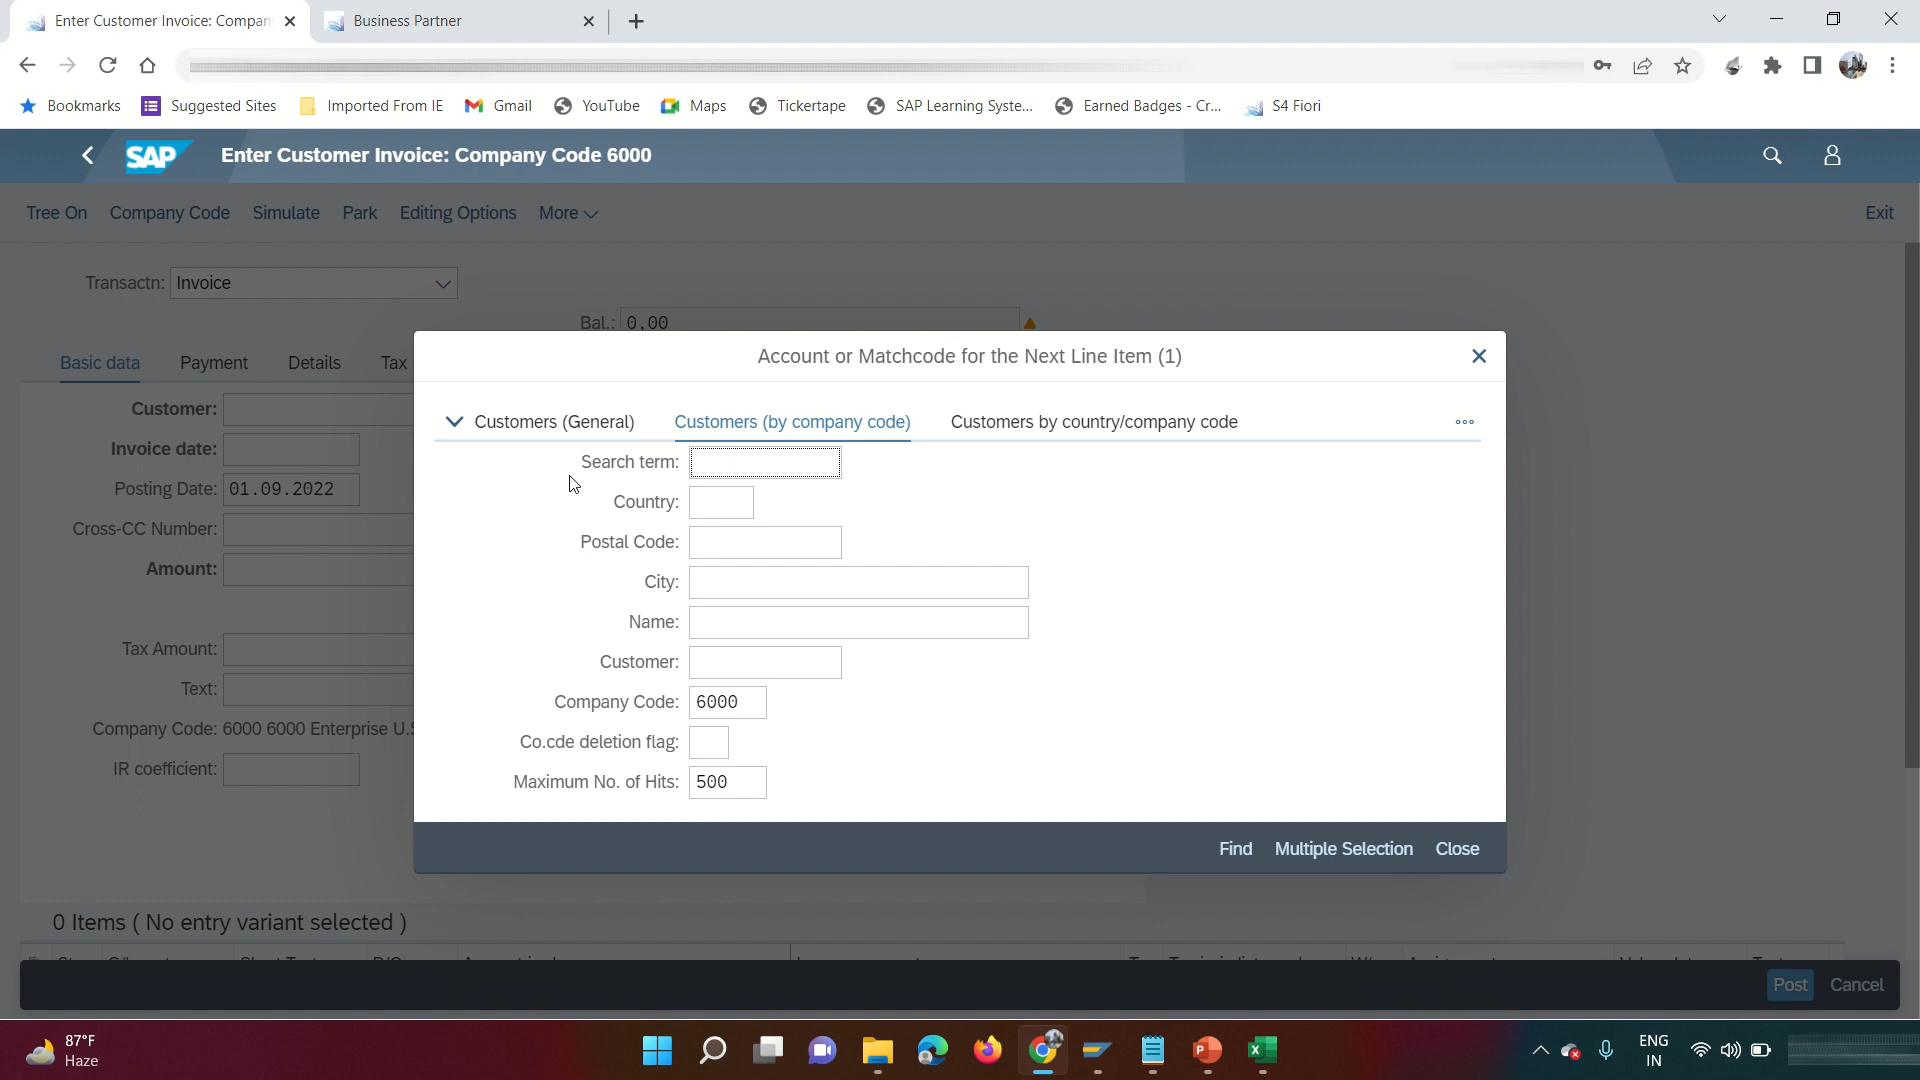 Enter Customer Invoice: Compan
Business Partner
Bookmarks
Suggested Sites
Imported From IE
Gmail
YouTube
Maps
Tickertape
SAP Learning Syste...
Earned Badges - Cr...
S4 Fiori
SAP
Enter Customer Invoice: Company Code 6000
Tree On
Company Code
Simulate
Park
Editing Options
More
Exit
Transactn: Invoice
Bal.: 0,00
Basic data
Payment
Details
Tax
Customer:
Invoice date:
Posting Date: 01.09.2022
Cross-CC Number:
Amount:
Tax Amount:
Text:
Company Code: 6000 6000 Enterprise U.S
IR coefficient:
Account or Matchcode for the Next Line Item (1)
Customers (General)
Customers (by company code)
Customers by country/company code
Search term:
Country:
Postal Code:
City:
Name:
Customer:
Company Code: 6000
Co.cde deletion flag:
Maximum No. of Hits: 500
Find
Multiple Selection
Close
0 Items ( No entry variant selected )
Post
Cancel
87°F
Haze
ENG
IN